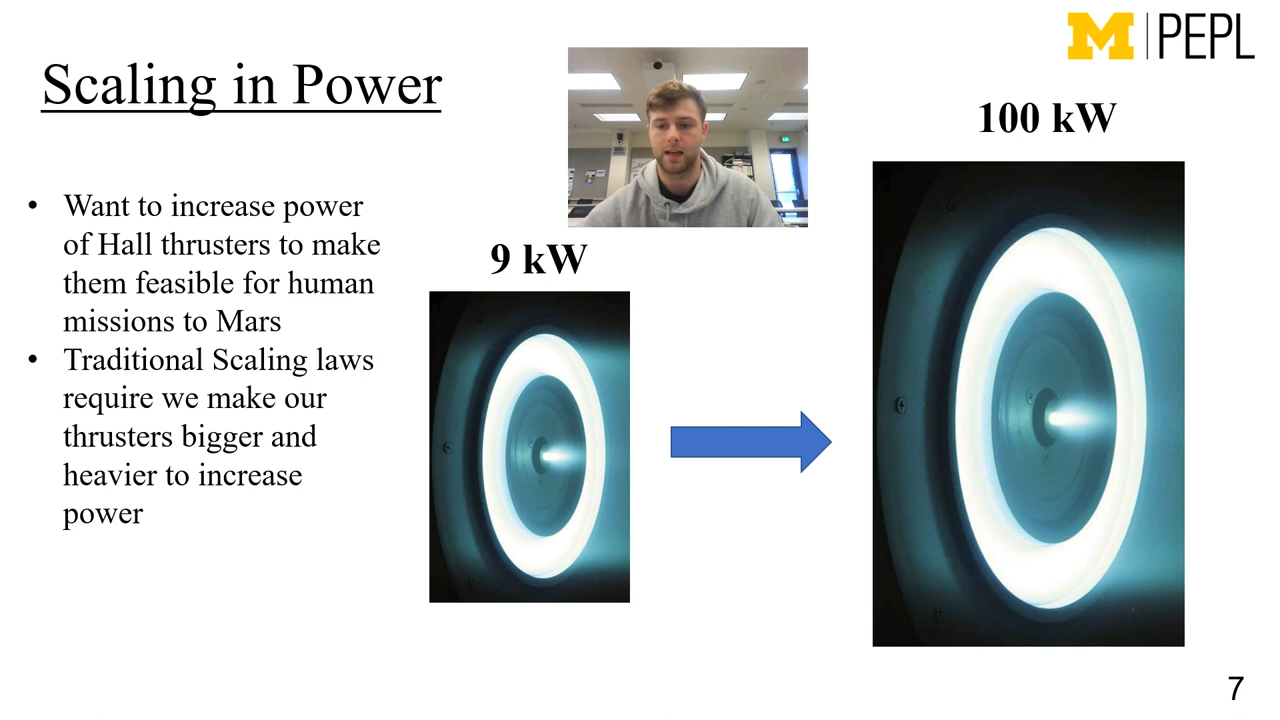 M | PEPL
Scaling in Power
100 kW
• Want to increase power
of Hall thrusters to make
them feasible for human
missions to Mars
• Traditional Scaling laws
require we make our
thrusters bigger and
heavier to increase
power
9 kW
7